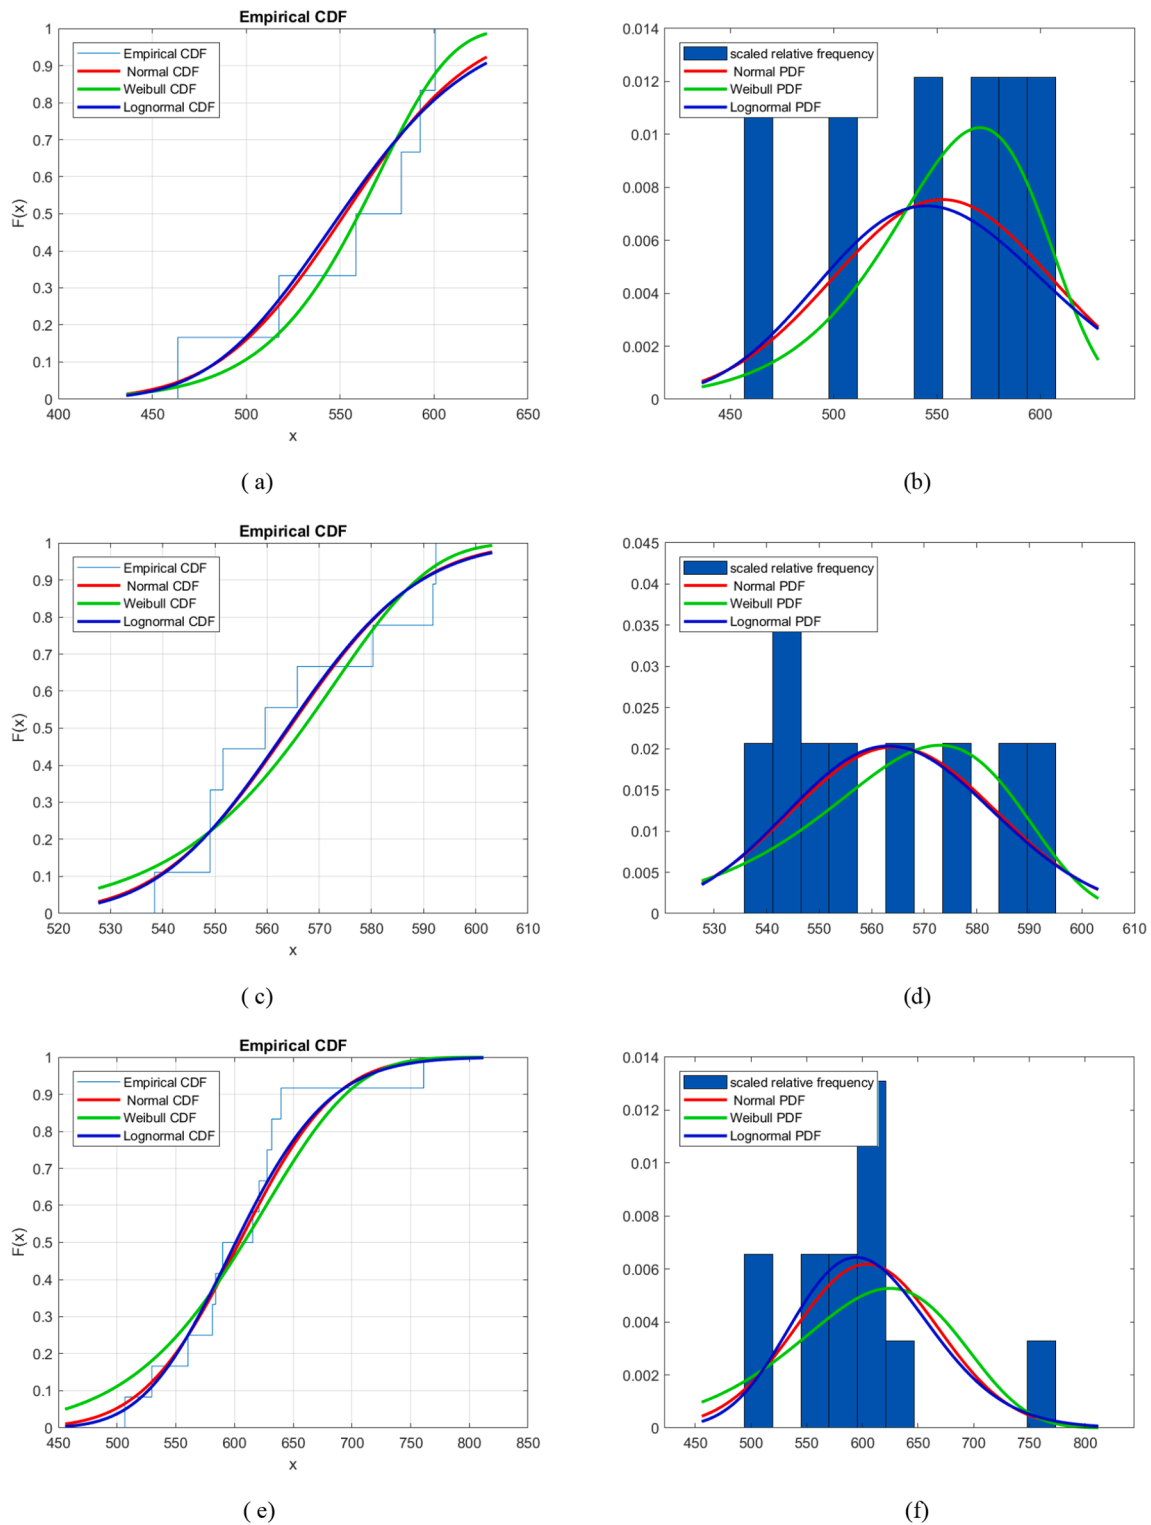 Empirical CDF
1
0.9
0.8
0.7
0.6
0.5
0.4
0.3
0.2
0.1
0
F(x)
Empirical CDF
Normal CDF
Weibull CDF
Lognormal CDF
400 450 500 550 600 650
x
( a)
0.014
0.012
0.01
0.008
0.006
0.004
0.002
0
scaled relative frequency
Normal PDF
Weibull PDF
Lognormal PDF
450 500 550 600
(b)
Empirical CDF
1
0.9
0.8
0.7
0.6
0.5
0.4
0.3
0.2
0.1
0
F(x)
Empirical CDF
Normal CDF
Weibull CDF
Lognormal CDF
520 530 540 550 560 570 580 590 600 610
x
( c)
0.045
0.04
0.035
0.03
0.025
0.02
0.015
0.01
0.005
0
scaled relative frequency
Normal PDF
Weibull PDF
Lognormal PDF
530 540 550 560 570 580 590 600 610
(d)
Empirical CDF
1
0.9
0.8
0.7
0.6
0.5
0.4
0.3
0.2
0.1
0
F(x)
Empirical CDF
Normal CDF
Weibull CDF
Lognormal CDF
450 500 550 600 650 700 750 800 850
x
( e)
0.014
0.012
0.01
0.008
0.006
0.004
0.002
0
scaled relative frequency
Normal PDF
Weibull PDF
Lognormal PDF
450 500 550 600 650 700 750 800
(f)